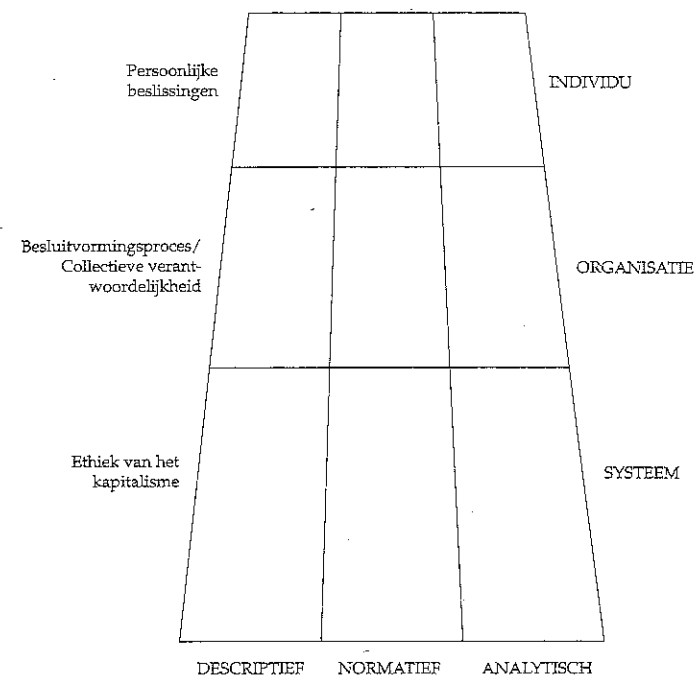 Persoonlijke
beslissingen
INDIVIDU
Besluitvormingsproces/
Collectieve verant-
woordelijkheid
ORGANISATIE
Ethiek van het
kapitalisme
SYSTEEM
DESCRIPTIEF NORMATIEF ANALYTISCH